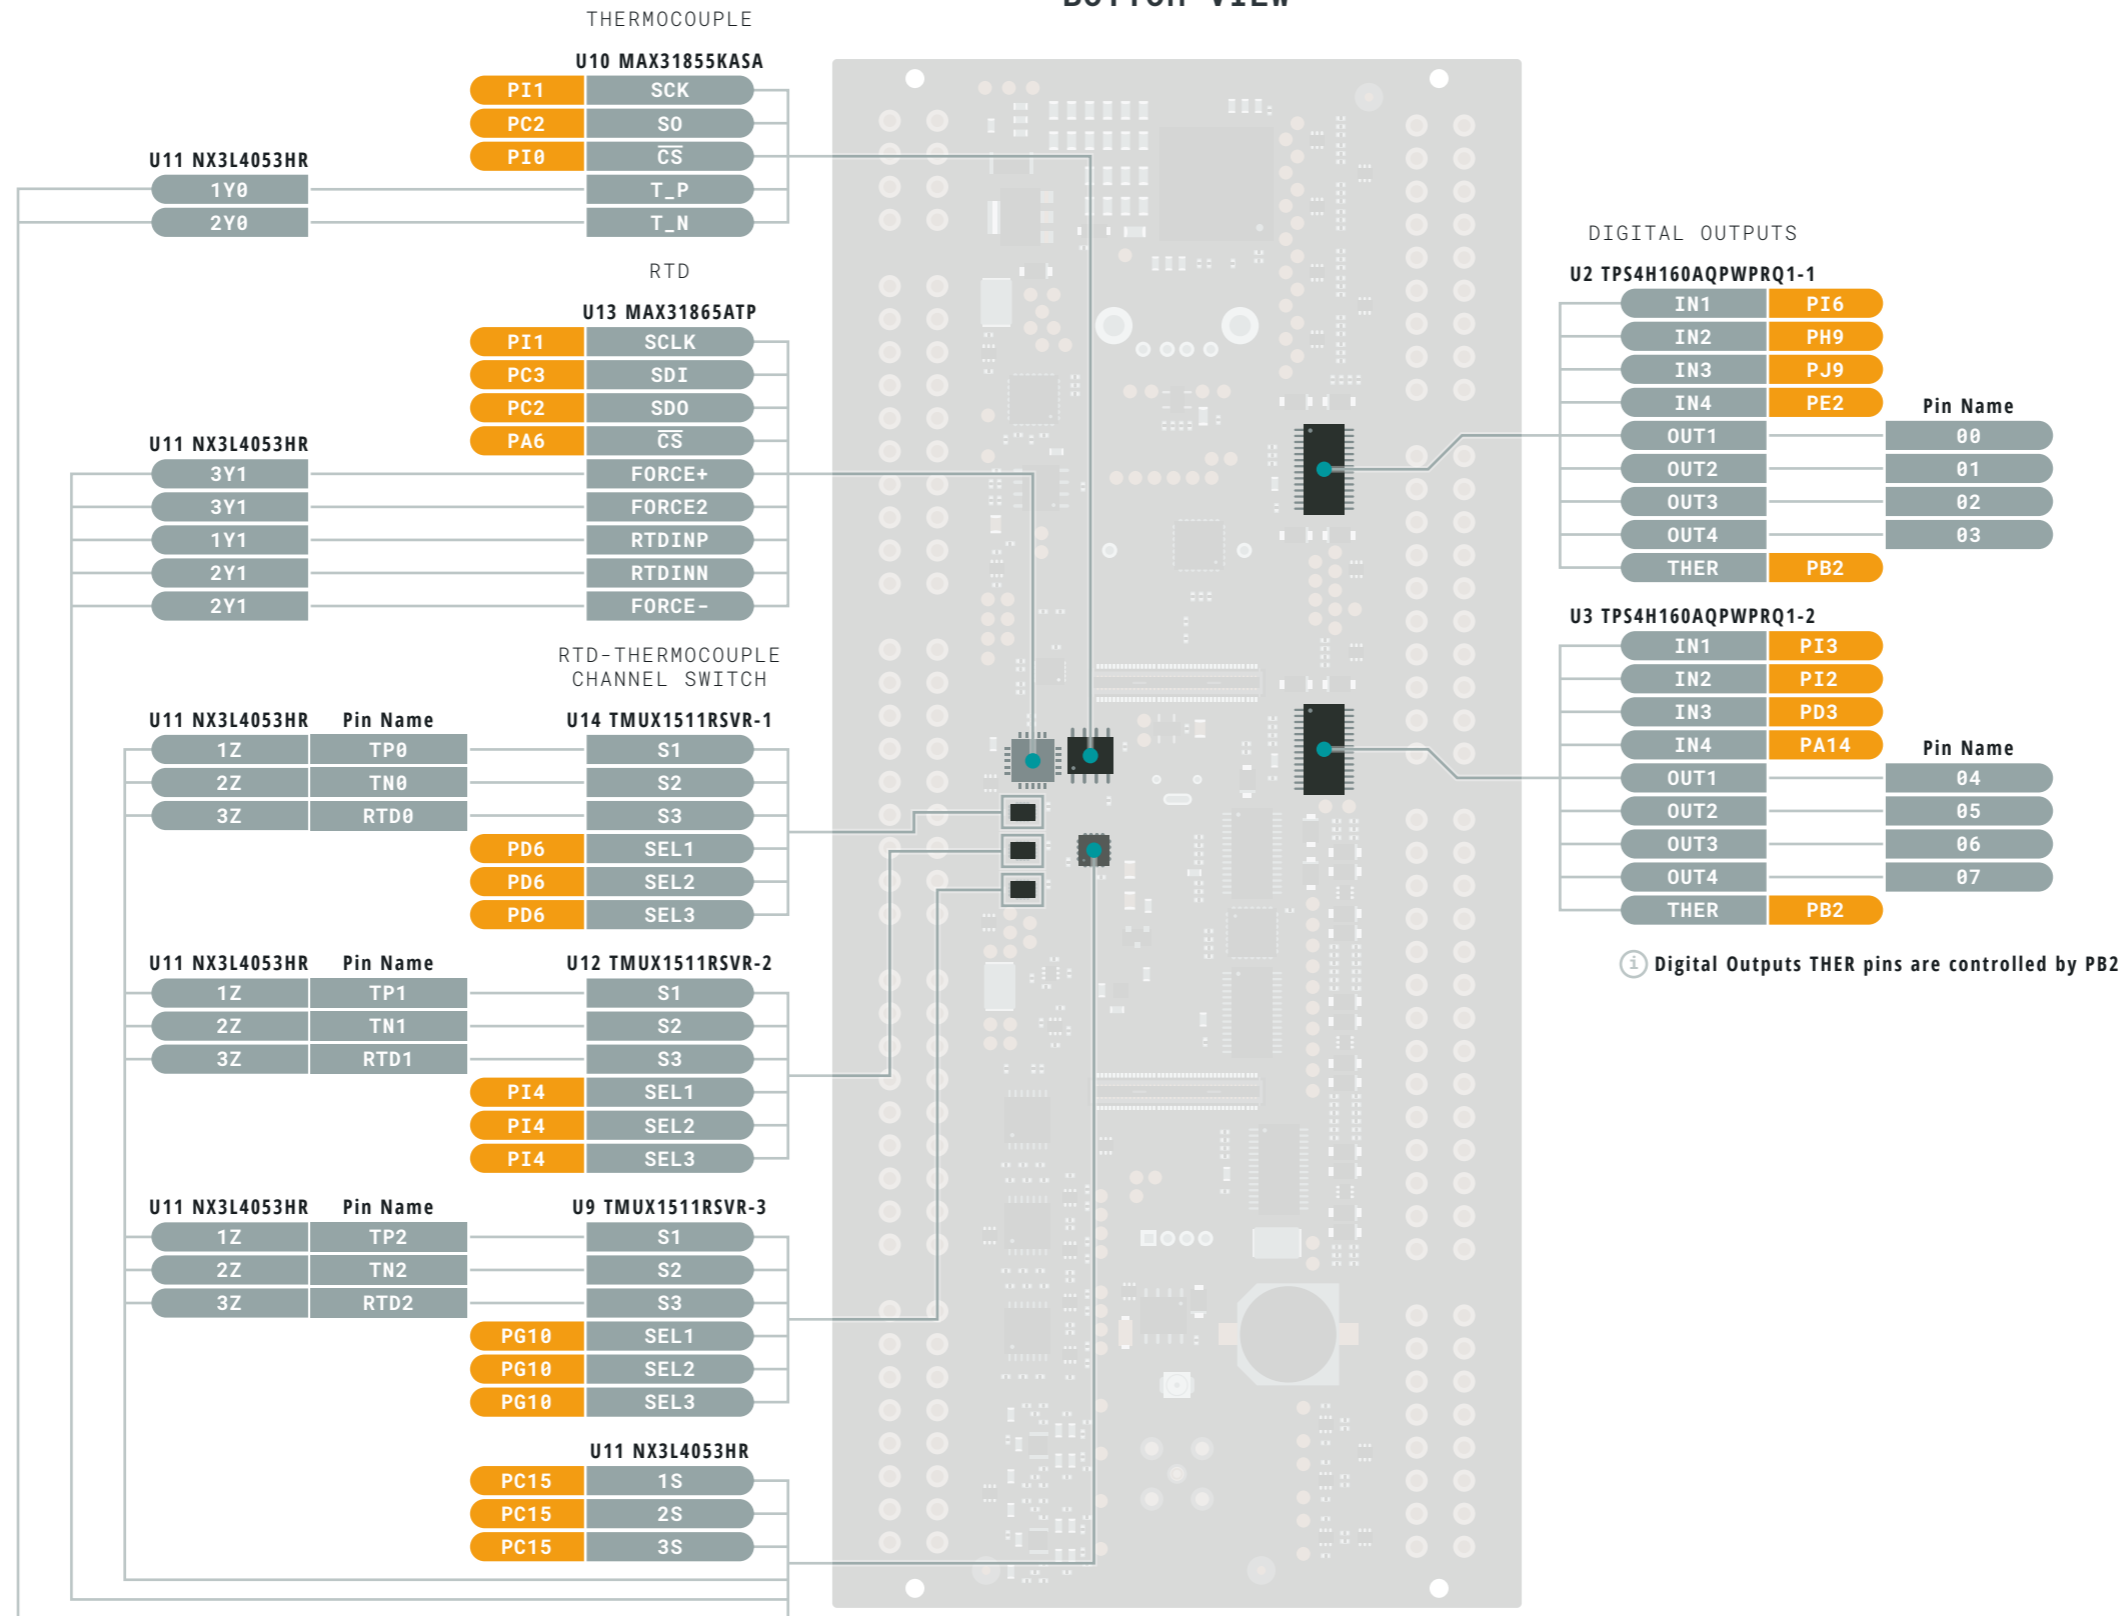 BOTTOM VIEW
THERMOCOUPLE
U10 MAX31855KASA
PI1 SCK
PC2 SO
PI0 CS
U11 NX3L4053HR
1Y0 T_P
2Y0 T_N
RTD
U13 MAX31865ATP
PI1 SCLK
PC3 SDI
PC2 SDO
PA6 CS
U11 NX3L4053HR
3Y1 FORCE+
3Y1 FORCE2
1Y1 RTDINP
2Y1 RTDINN
2Y1 FORCE-
RTD-THERMOCOUPLE
CHANNEL SWITCH
U11 NX3L4053HR Pin Name U14 TMUX1511RSVR-1
1Z TP0 S1
2Z TN0 S2
3Z RTD0 S3
PD6 SEL1
PD6 SEL2
PD6 SEL3
U11 NX3L4053HR Pin Name U12 TMUX1511RSVR-2
1Z TP1 S1
2Z TN1 S2
3Z RTD1 S3
PI4 SEL1
PI4 SEL2
PI4 SEL3
U11 NX3L4053HR Pin Name U9 TMUX1511RSVR-3
1Z TP2 S1
2Z TN2 S2
3Z RTD2 S3
PG10 SEL1
PG10 SEL2
PG10 SEL3
U11 NX3L4053HR
PC15 1S
PC15 2S
PC15 3S
DIGITAL OUTPUTS
U2 TPS4H160AQPWPRQ1-1
IN1 PI6
IN2 PH9
IN3 PJ9
IN4 PE2
Pin Name
OUT1 00
OUT2 01
OUT3 02
OUT4 03
THER PB2
U3 TPS4H160AQPWPRQ1-2
IN1 PI3
IN2 PI2
IN3 PD3
IN4 PA14
Pin Name
OUT1 04
OUT2 05
OUT3 06
OUT4 07
THER PB2
i Digital Outputs THER pins are controlled by PB2